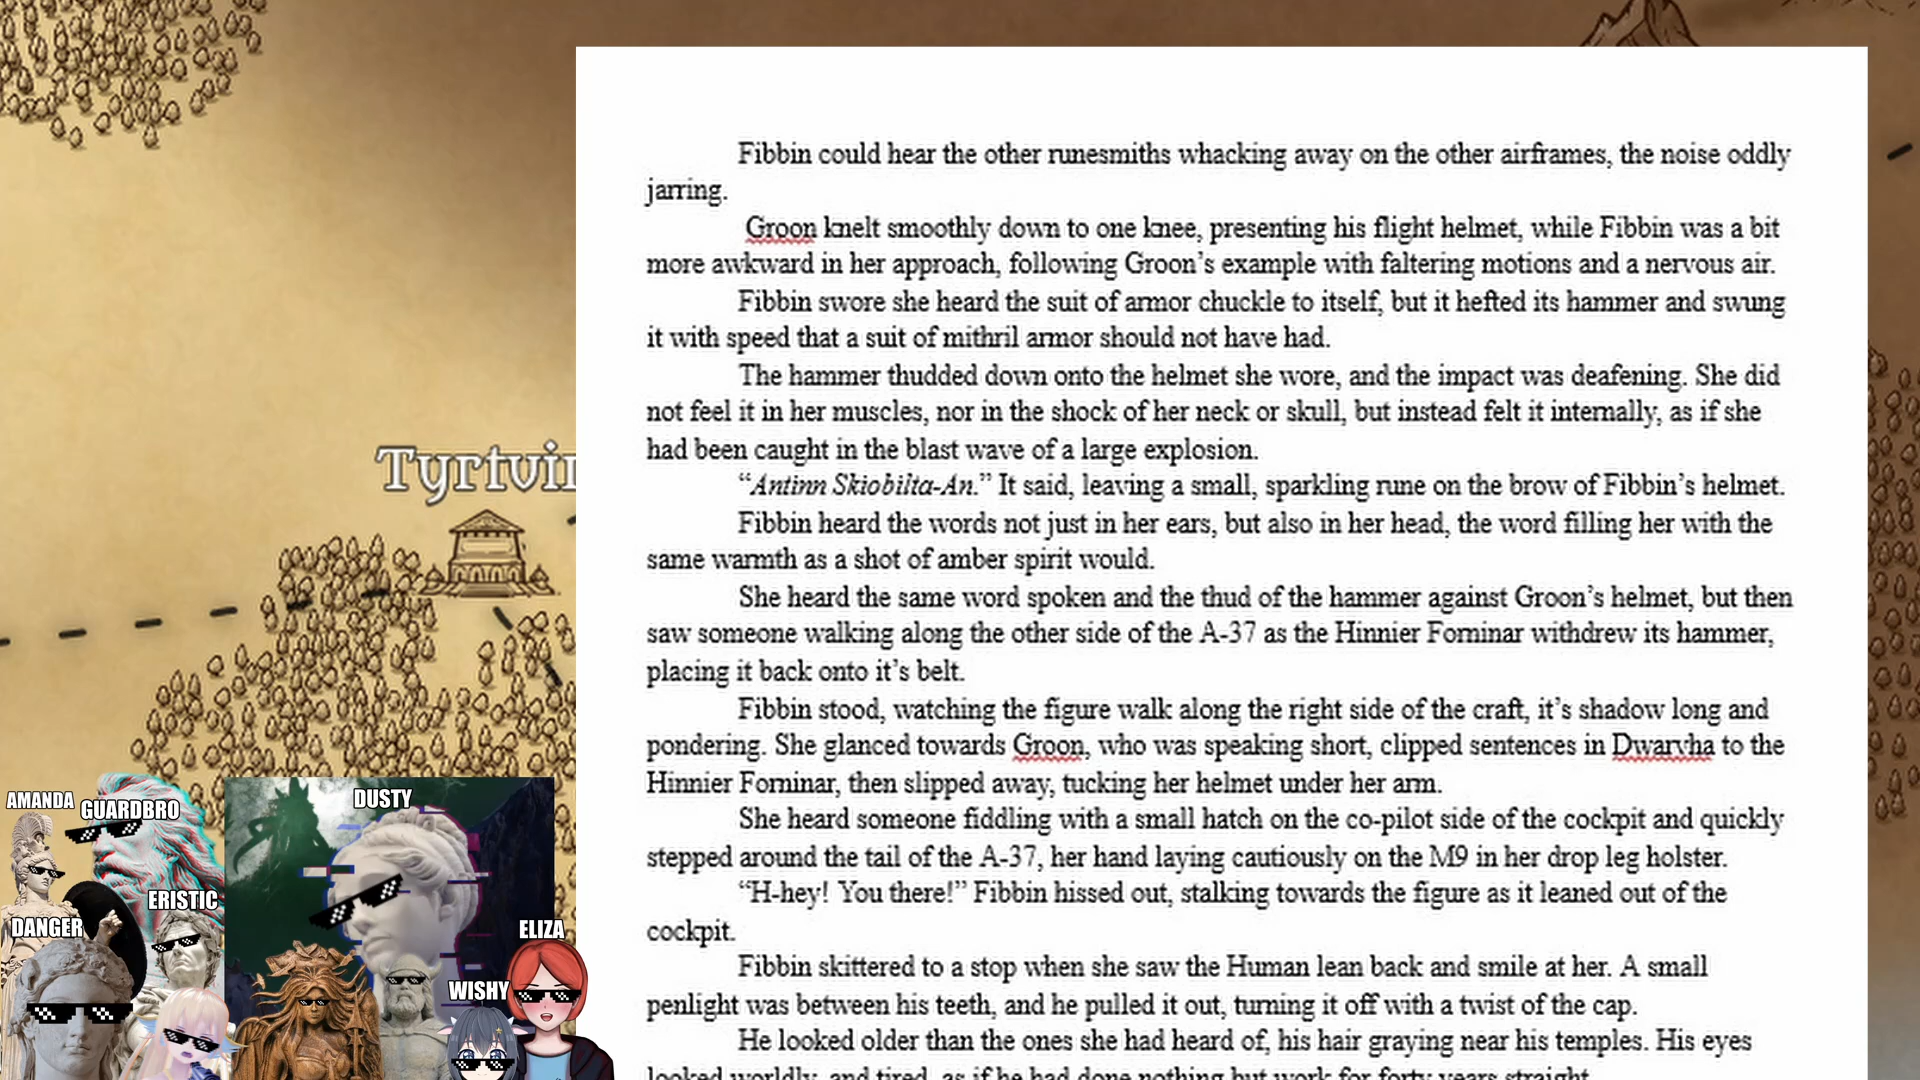 Fibbin could hear the other runesmiths whacking away on the other airframes, the noise oddly
jarring.
Groon knelt smoothly down to one knee, presenting his flight helmet, while Fibbin was a bit
more awkward in her approach, following Groon’s example with faltering motions and a nervous air.
Fibbin swore she heard the suit of armor chuckle to itself, but it hefted its hammer and swung
it with speed that a suit of mithril armor should not have had.
The hammer thudded down onto the helmet she wore, and the impact was deafening. She did
not feel it in her muscles, nor in the shock of her neck or skull, but instead felt it internally, as if she
had been caught in the blast wave of a large explosion.
“Antinn Skiobilta-An.” It said, leaving a small, sparkling rune on the brow of Fibbin’s helmet.
Fibbin heard the words not just in her ears, but also in her head, the word filling her with the
same warmth as a shot of amber spirit would.
She heard the same word spoken and the thud of the hammer against Groon’s helmet, but then
saw someone walking along the other side of the A-37 as the Hinnier Forninar withdrew its hammer,
placing it back onto it’s belt.
Fibbin stood, watching the figure walk along the right side of the craft, it’s shadow long and
pondering. She glanced towards Groon, who was speaking short, clipped sentences in Dwarvha to the
Hinnier Forninar, then slipped away, tucking her helmet under her arm.
She heard someone fiddling with a small hatch on the co-pilot side of the cockpit and quickly
stepped around the tail of the A-37, her hand laying cautiously on the M9 in her drop leg holster.
“H-hey! You there!” Fibbin hissed out, stalking towards the figure as it leaned out of the
cockpit.
Fibbin skittered to a stop when she saw the Human lean back and smile at her. A small
penlight was between his teeth, and he pulled it out, turning it off with a twist of the cap.
He looked older than the ones she had heard of, his hair graying near his temples. His eyes
looked worldly, and tired, as if he had done nothing but work for forty years straight.
Tyrtvir
AMANDA
GUARDBRO
DUSTY
ERISTIC
DANGER
ELIZA
WISHY